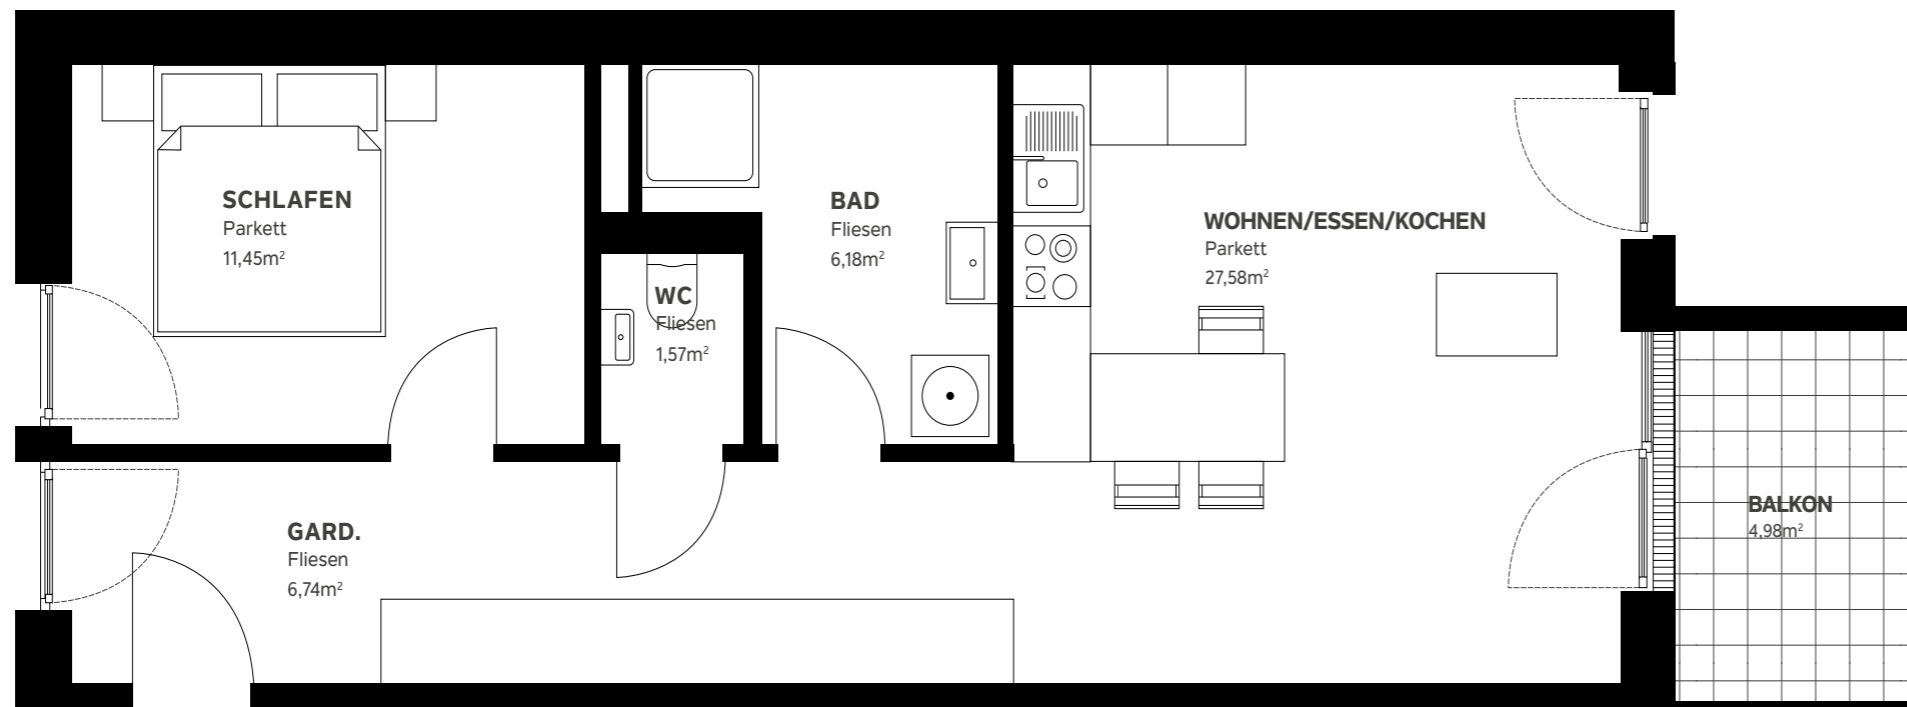 SCHLAFEN
Parkett
11,45m²
BAD
Fliesen
6,18m²
WC
Fliesen
1,57m²
WOHNEN/ESSEN/KOCHEN
Parkett
27,58m²
GARD.
Fliesen
6,74m²
BALKON
4,98m²